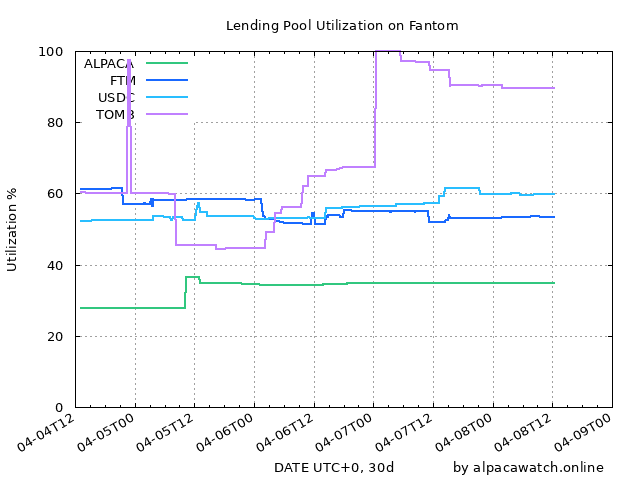 Lending Pool Utilization on Fantom
ALPACA
FTM
USDC
TOMB
Utilization %
100
80
60
40
20
0
04-04T12
04-05T00
04-05T12
04-06T00
04-06T12
04-07T00
04-07T12
04-08T00
04-08T12
04-09T00
DATE UTC+0, 30d
by alpacawatch.online